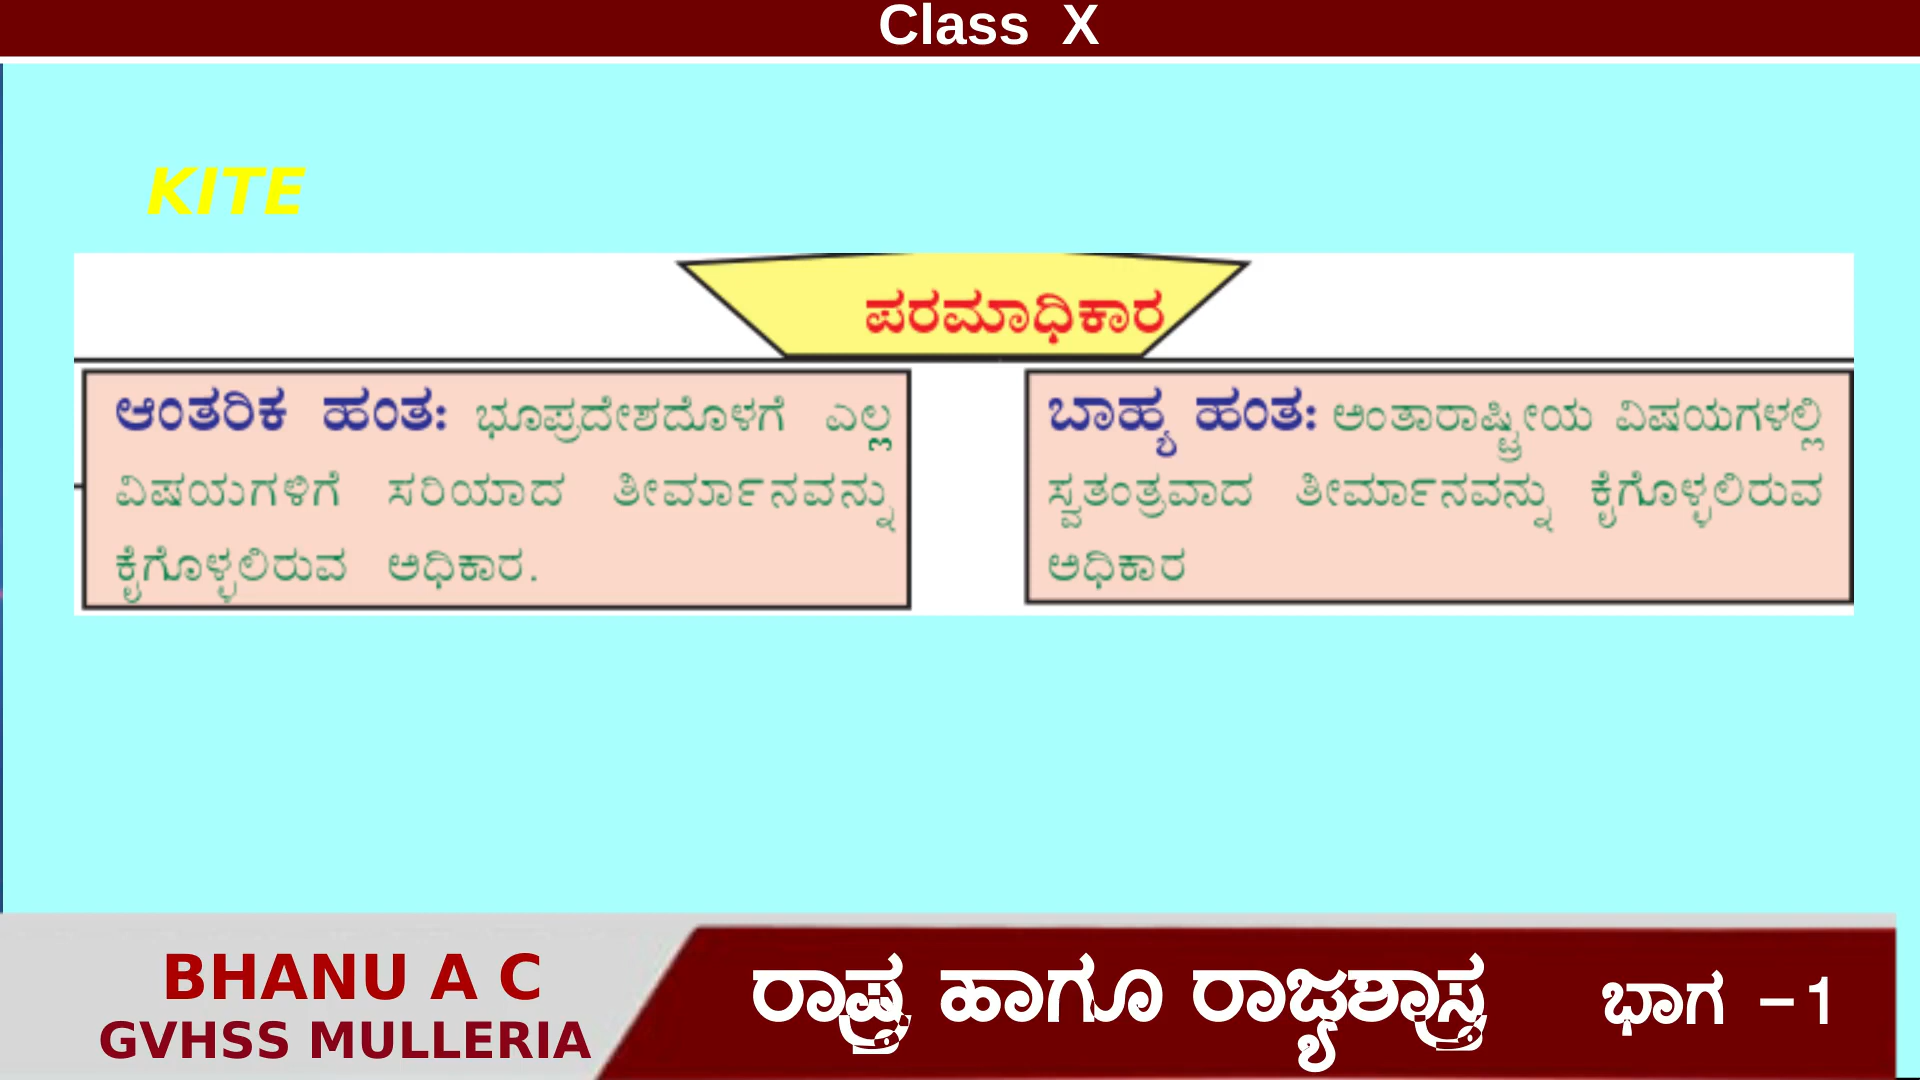 Class X
KITE
ಪರಮಾಧಿಕಾರ
ಆಂತರಿಕ ಹಂತ: ಭೂಪ್ರದೇಶದೊಳಗೆ ಎಲ್ಲ
ವಿಷಯಗಳಿಗೆ ಸರಿಯಾದ ತೀರ್ಮಾನವನ್ನು
ಕೈಗೊಳ್ಳಲಿರುವ ಅಧಿಕಾರ.
ಬಾಹ್ಯ ಹಂತ: ಅಂತಾರಾಷ್ಟ್ರೀಯ ವಿಷಯಗಳಲ್ಲಿ
ಸ್ವತಂತ್ರವಾದ ತೀರ್ಮಾನವನ್ನು ಕೈಗೊಳ್ಳಲಿರುವ
ಅಧಿಕಾರ
BHANU A C
GVHSS MULLERIA
ರಾಷ್ಟ್ರ ಹಾಗೂ ರಾಜ್ಯಶಾಸ್ತ್ರ ಭಾಗ -1